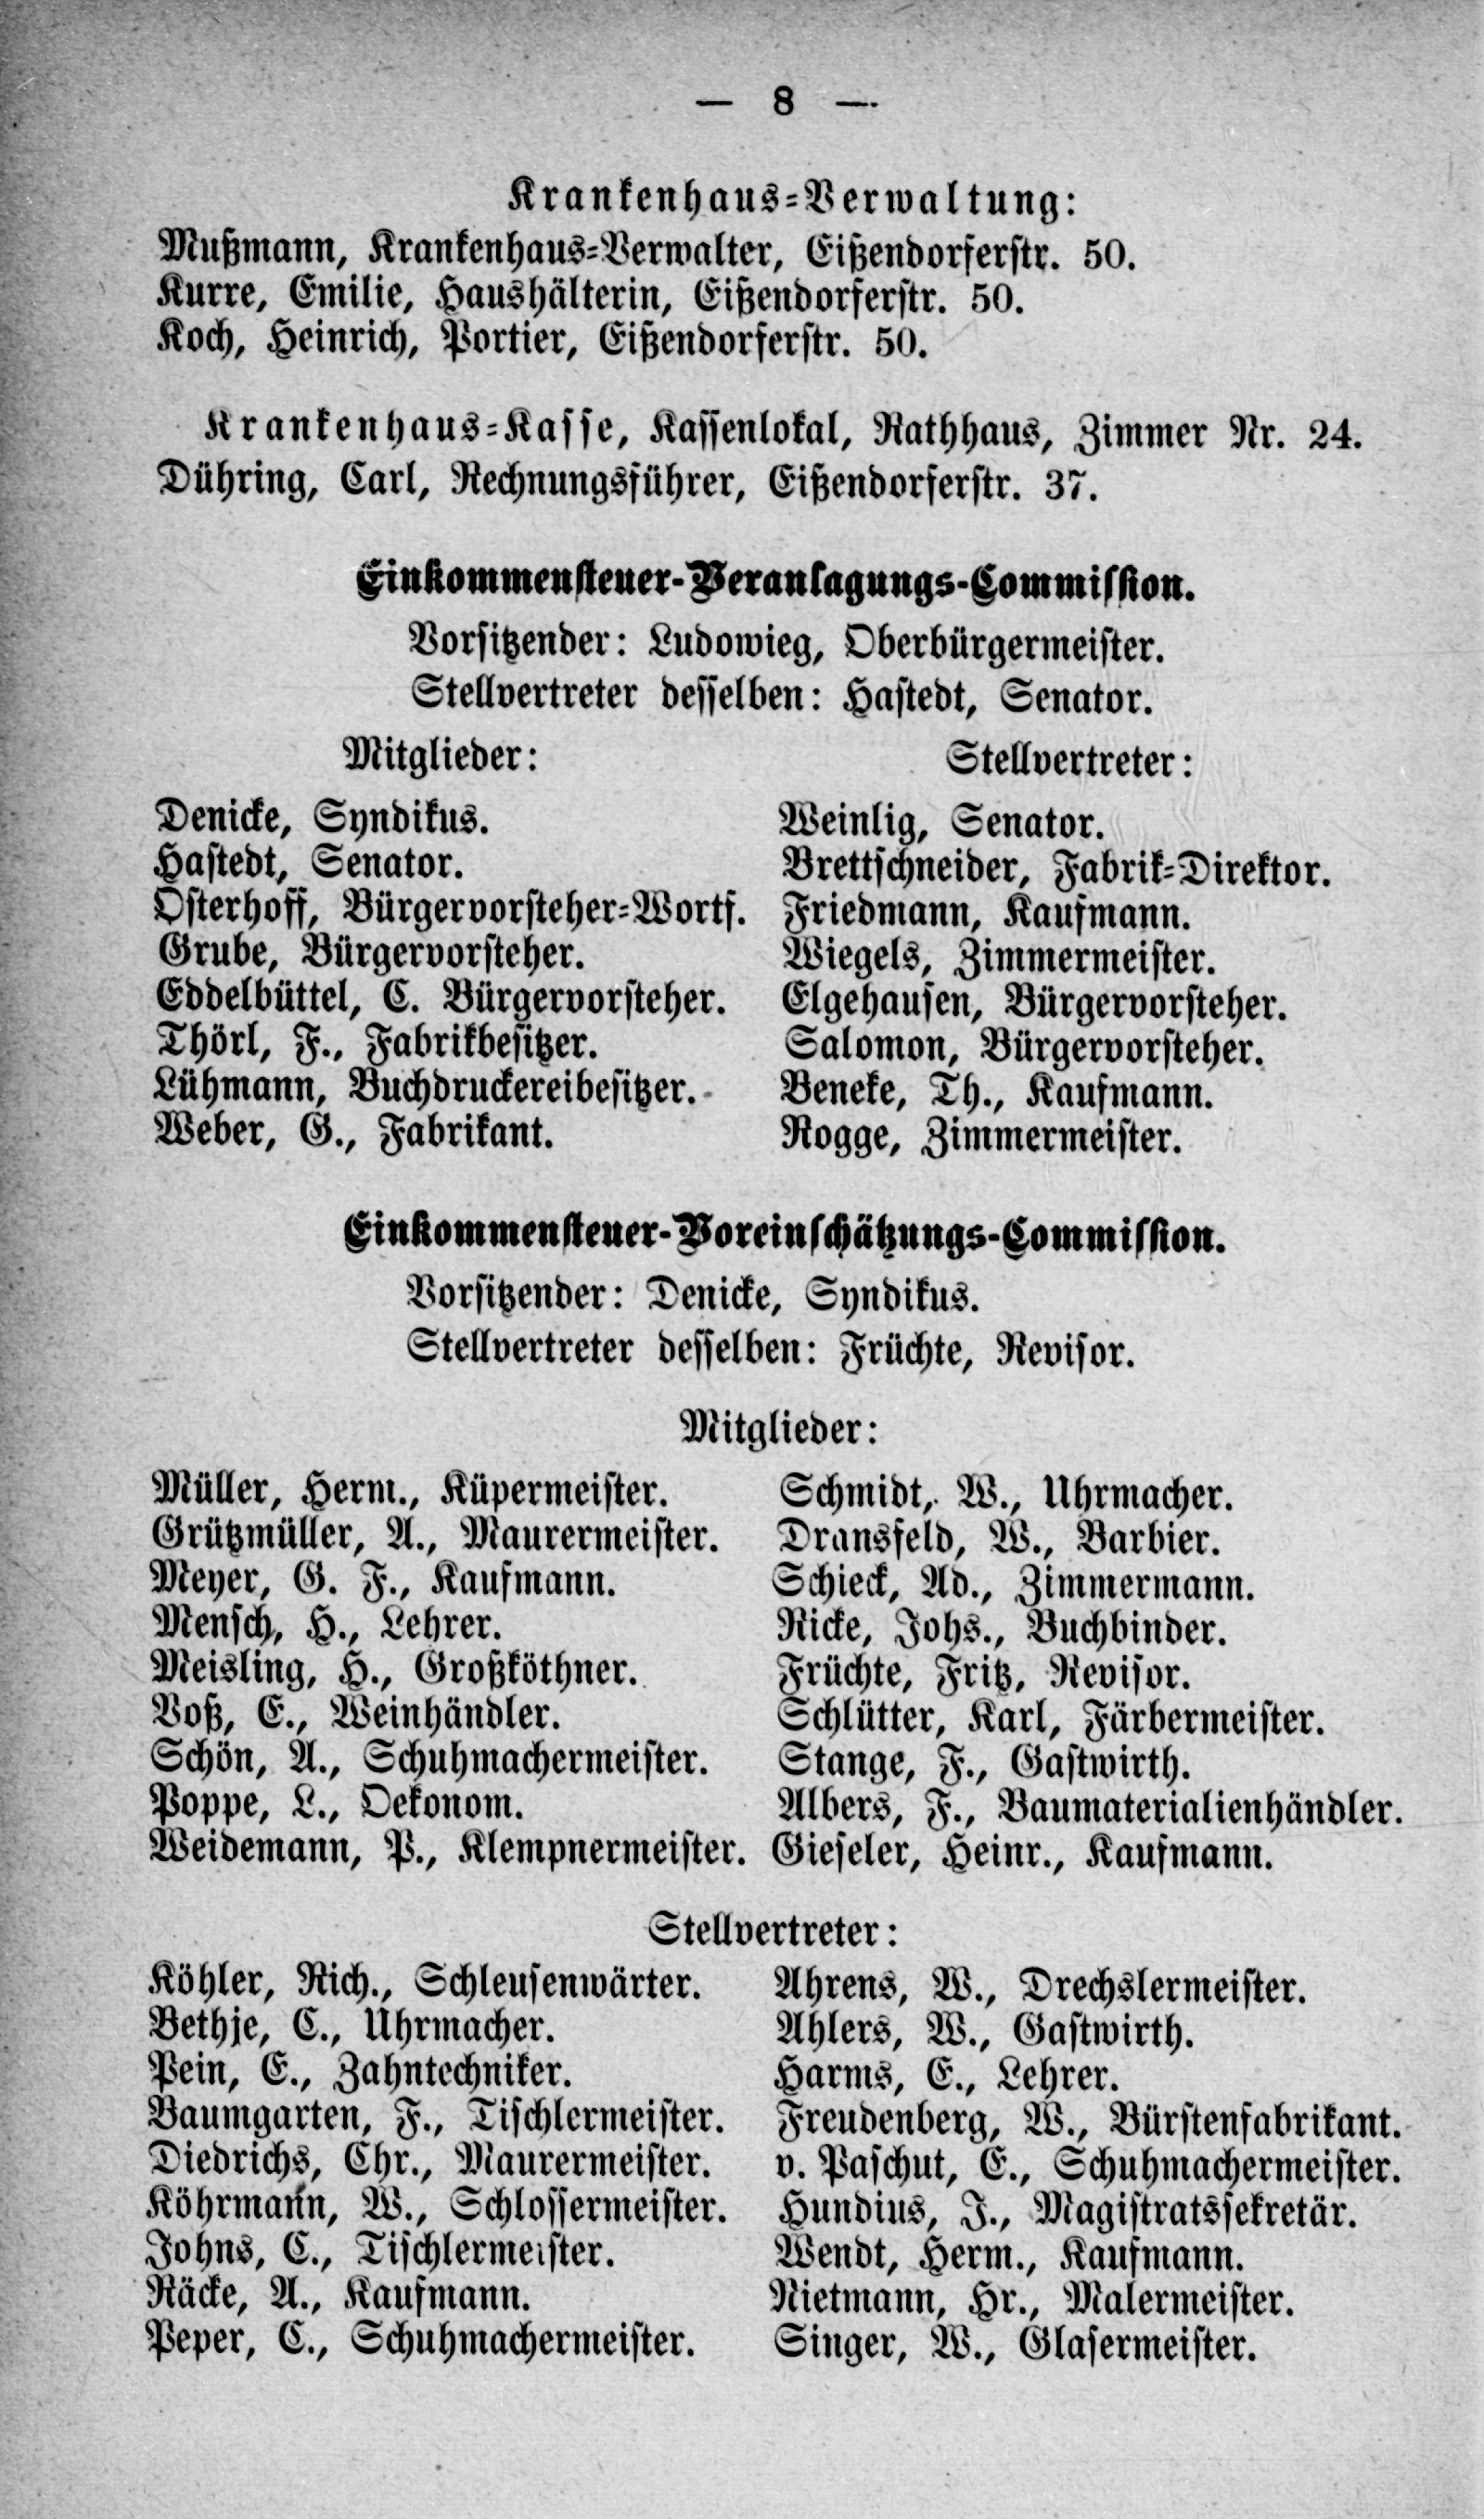 — 8 —
Krankenhaus-Verwaltung:
Mußmann, Krankenhaus-Verwalter, Eißendorferstr. 50.
Kurre, Emilie, Haushälterin, Eißendorferstr. 50.
Koch, Heinrich, Portier, Eißendorferstr. 50.
Krankenhaus-Kasse, Kassenlokal, Rathhaus, Zimmer Nr. 24.
Dühring, Carl, Rechnungsführer, Eißendorferstr. 37.
Einkommensteuer-Veranlagungs-Commission.
Vorsitzender: Ludowieg, Oberbürgermeister.
Stellvertreter desselben: Hastedt, Senator.
Mitglieder:
Denicke, Syndikus.
Hastedt, Senator.
Osterhoff, Bürgervorsteher-Wortf.
Grube, Bürgervorsteher.
Eddelbüttel, C. Bürgervorsteher.
Thörl, F., Fabrikbesitzer.
Lühmann, Buchdruckereibesitzer.
Weber, G., Fabrikant.
Stellvertreter:
Weinlig, Senator.
Brettschneider, Fabrik-Direktor.
Friedmann, Kaufmann.
Wiegels, Zimmermeister.
Elgehausen, Bürgervorsteher.
Salomon, Bürgervorsteher.
Beneke, Th., Kaufmann.
Rogge, Zimmermeister.
Einkommensteuer-Voreinschätzungs-Commission.
Vorsitzender: Denicke, Syndikus.
Stellvertreter desselben: Früchte, Revisor.
Mitglieder:
Müller, Herm., Küpermeister.
Grützmüller, A., Maurermeister.
Meyer, G. F., Kaufmann.
Mensch, H., Lehrer.
Meisling, H., Großköthner.
Voß, E., Weinhändler.
Schön, A., Schuhmachermeister.
Poppe, L., Oekonom.
Weidemann, P., Klempnermeister.
Schmidt, W., Uhrmacher.
Dransfeld, W., Barbier.
Schieck, Ad., Zimmermann.
Ricke, Johs., Buchbinder.
Früchte, Fritz, Revisor.
Schlütter, Karl, Färbermeister.
Stange, F., Gastwirth.
Albers, F., Baumaterialienhändler.
Gieseler, Heinr., Kaufmann.
Stellvertreter:
Köhler, Rich., Schleusenwärter.
Bethje, C., Uhrmacher.
Pein, E., Zahntechniker.
Baumgarten, F., Tischlermeister.
Diedrichs, Chr., Maurermeister.
Köhrmann, W., Schlossermeister.
Johns, C., Tischlermeister.
Räcke, A., Kaufmann.
Peper, C., Schuhmachermeister.
Ahrens, W., Drechslermeister.
Ahlers, W., Gastwirth.
Harms, E., Lehrer.
Freudenberg, W., Bürstenfabrikant.
v. Paschut, E., Schuhmachermeister.
Hundius, J., Magistratssekretär.
Wendt, Herm., Kaufmann.
Nietmann, Hr., Malermeister.
Singer, W., Glasermeister.